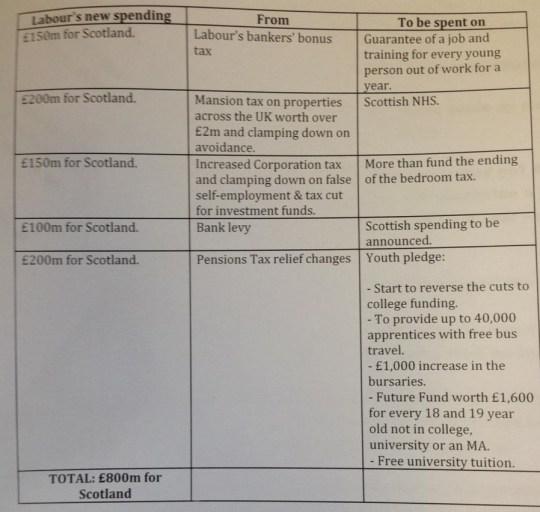 Labour's new spending
From
To be spent on
£150m for Scotland.
Labour's bankers' bonus
tax
Guarantee of a job and
training for every young
person out of work for a
year.
£200m for Scotland.
Mansion tax on properties
across the UK worth over
£2m and clamping down on
avoidance.
Scottish NHS.
£150m for Scotland.
Increased Corporation tax
and clamping down on false
self-employment & tax cut
for investment funds.
More than fund the ending
of the bedroom tax.
£100m for Scotland.
Bank levy
Scottish spending to be
announced.
£200m for Scotland.
Pensions Tax relief changes
Youth pledge:
- Start to reverse the cuts to
college funding.
- To provide up to 40,000
apprentices with free bus
travel.
- £1,000 increase in the
bursaries.
- Future Fund worth £1,600
for every 18 and 19 year
old not in college,
university or an MA.
- Free university tuition.
TOTAL: £800m for
Scotland